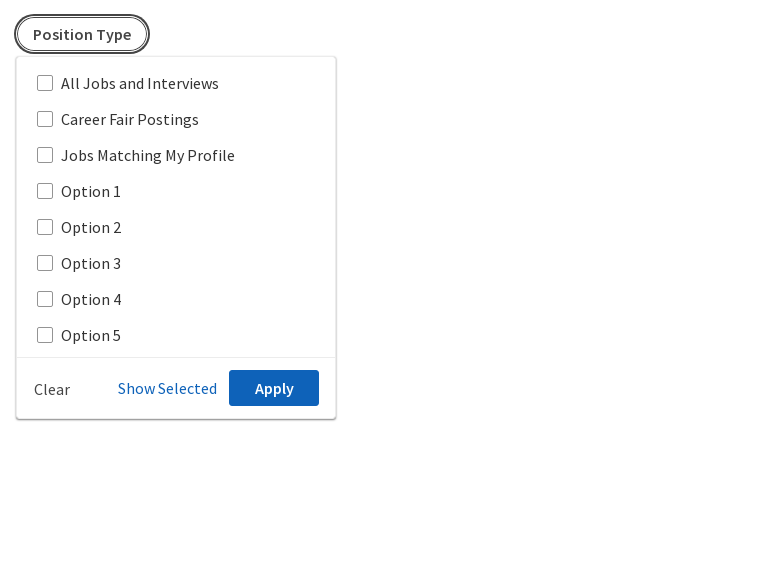 Position Type
All Jobs and Interviews
Career Fair Postings
Jobs Matching My Profile
Option 1
Option 2
Option 3
Option 4
Option 5
Clear Show Selected Apply